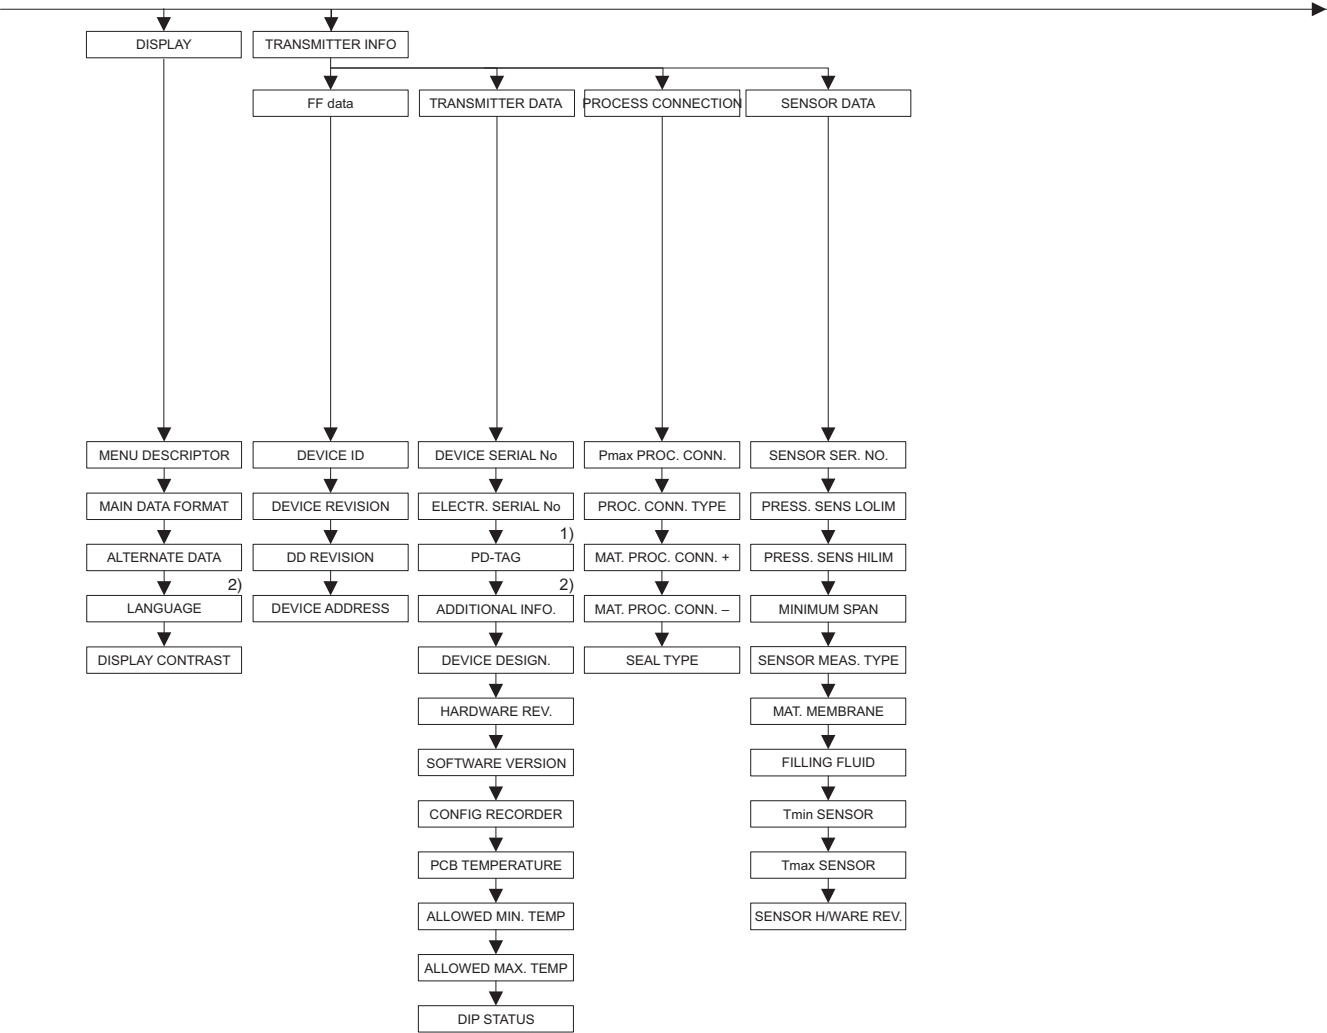 DISPLAY
TRANSMITTER INFO
FF data
TRANSMITTER DATA
PROCESS CONNECTION
SENSOR DATA
MENU DESCRIPTOR
MAIN DATA FORMAT
ALTERNATE DATA
2)
LANGUAGE
DISPLAY CONTRAST
DEVICE ID
DEVICE REVISION
DD REVISION
DEVICE ADDRESS
DEVICE SERIAL No
ELECTR. SERIAL No
1)
PD-TAG
2)
ADDITIONAL INFO.
DEVICE DESIGN.
HARDWARE REV.
SOFTWARE VERSION
CONFIG RECORDER
PCB TEMPERATURE
ALLOWED MIN. TEMP
ALLOWED MAX. TEMP
DIP STATUS
Pmax PROC. CONN.
PROC. CONN. TYPE
MAT. PROC. CONN. +
MAT. PROC. CONN. –
SEAL TYPE
SENSOR SER. NO.
PRESS. SENS LOLIM
PRESS. SENS HILIM
MINIMUM SPAN
SENSOR MEAS. TYPE
MAT. MEMBRANE
FILLING FLUID
Tmin SENSOR
Tmax SENSOR
SENSOR H/WARE REV.